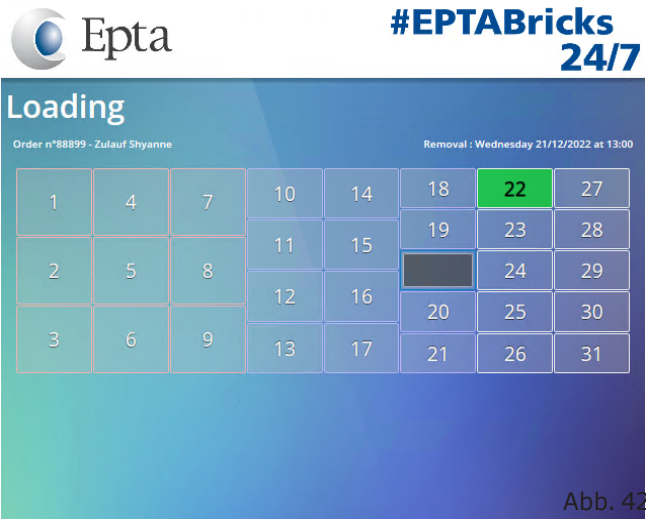 Epta
#EPTABricks
24/7
Loading
Order n°88899 - Zulauf Shyanne
Removal : Wednesday 21/12/2022 at 13:00
1 4 7 10 14 18 22 27
11 15 19 23 28
2 5 8 24 29
12 16 20 25 30
3 6 9 13 17 21 26 31
Abb. 42